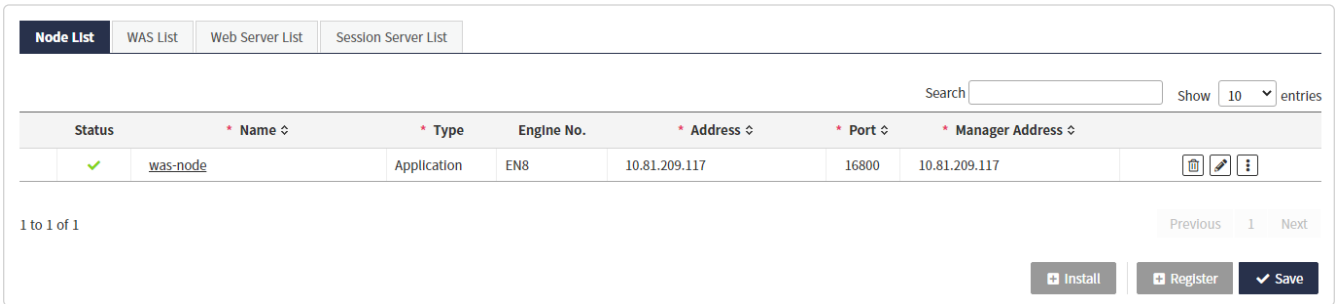 Node List WAS List Web Server List Session Server List
Search Show 10 entries
Status * Name * Type Engine No. * Address * Port * Manager Address
was-node Application EN8 10.81.209.117 16800 10.81.209.117
1 to 1 of 1 Previous 1 Next
Install Register Save